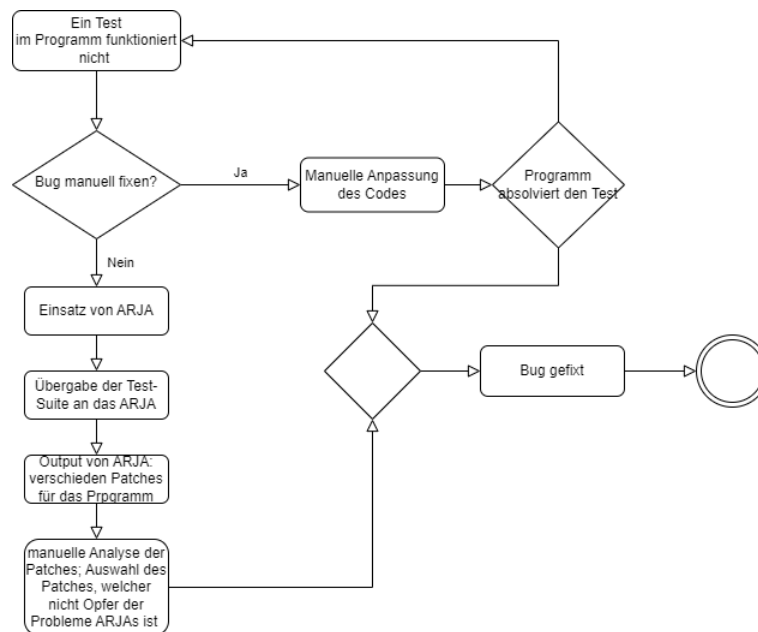 Ein Test
im Programm funktioniert
nicht
Bug manuell fixen?
Ja
Manuelle Anpassung
des Codes
Programm
absolviert den Test
Nein
Einsatz von ARJA
Übergabe der Test-
Suite an das ARJA
Bug gefixt
Output von ARJA:
verschieden Patches
für das Prpgramm
manuelle Analyse der
Patches; Auswahl des
Patches, welcher
nicht Opfer der
Probleme ARJAs ist